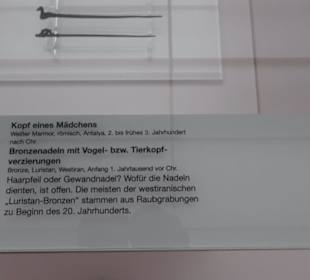 Kopf eines Mädchens
Weißer Marmor, römisch, Antalya, 2. bis frühes 3. Jahrhundert
nach Chr.
Bronzenadeln mit Vogel- bzw. Tierkopf-
verzierungen
Bronze, Luristan, Westiran, Anfang 1. Jahrtausend vor Chr.
Haarpfeil oder Gewandnadel? Wofür die Nadeln
dienten, ist offen. Die meisten der westiranischen
„Luristan-Bronzen“ stammen aus Raubgrabungen
zu Beginn des 20. Jahrhunderts.